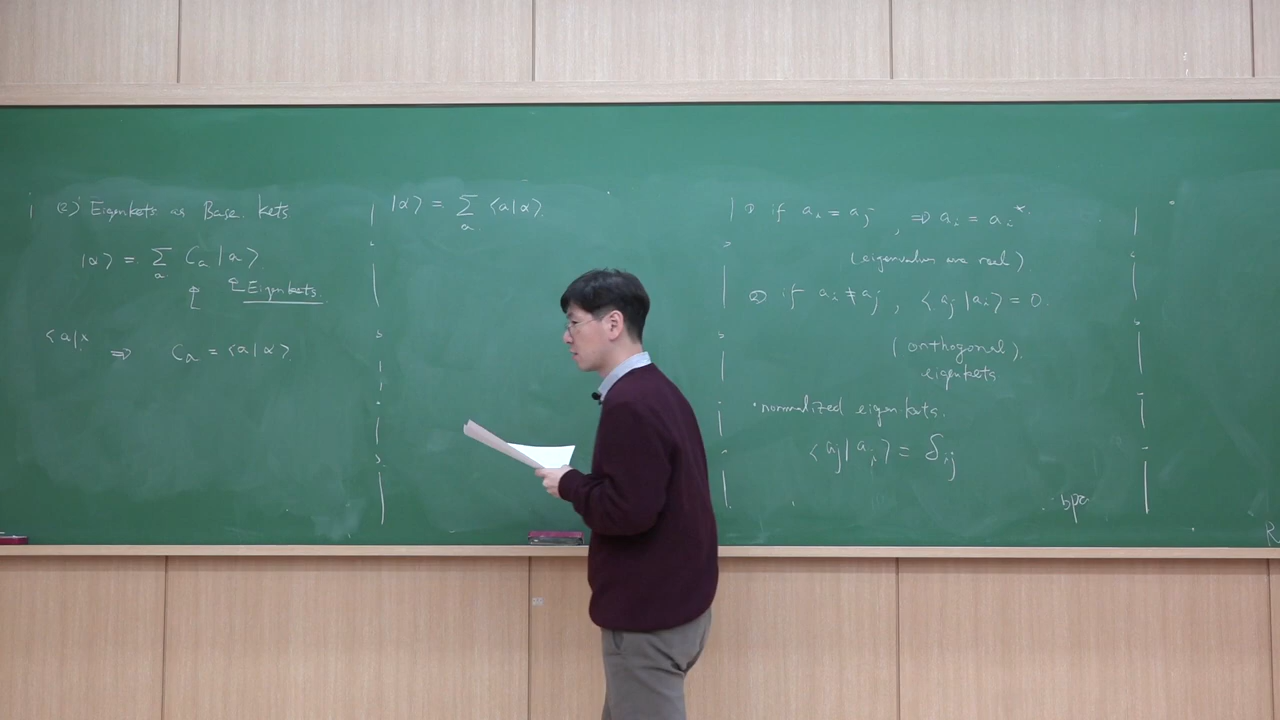 (2) Eigenkets as Base kets
|α⟩ = Σ_a C_a |a⟩
Eigenkets
⟨a|×
⇒ C_a = ⟨a|α⟩
|α⟩ = Σ_a ⟨a|α⟩
① if a_i = a_j , ⇒ a_i = a_i*
(eigenvalues are real)
② if a_i ≠ a_j , ⟨a_j|a_i⟩ = 0.
(orthogonal)
eigenkets
• normalized eigenkets.
⟨a_j|a_i⟩ = δ_ij